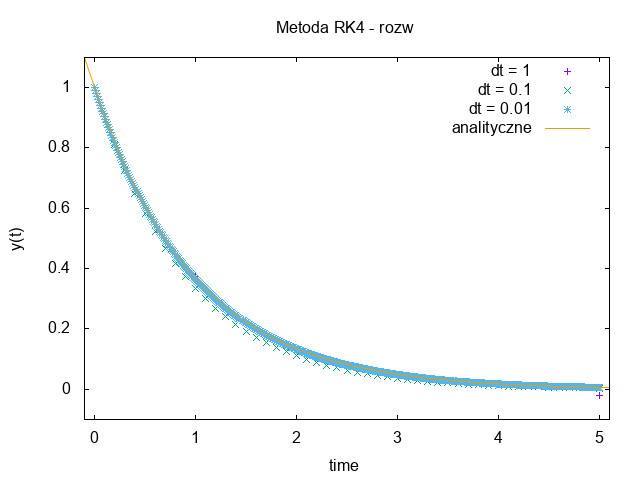 Metoda RK4 - rozw
dt = 1
dt = 0.1
dt = 0.01
analityczne
y(t)
1
0.8
0.6
0.4
0.2
0
0 1 2 3 4 5
time